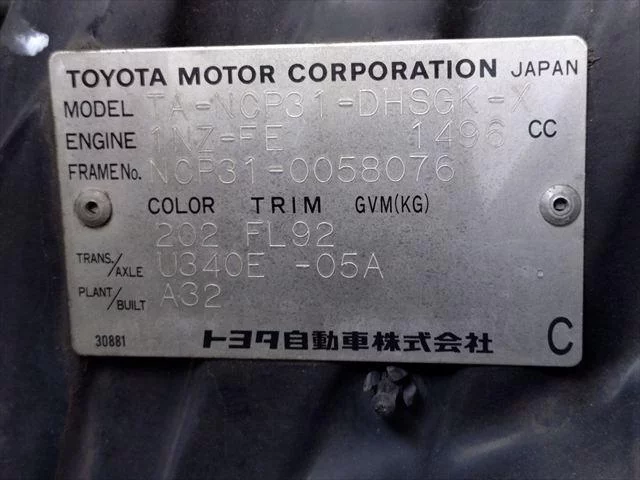 TOYOTA MOTOR CORPORATION JAPAN
MODEL TA-NCP31-DHSGK-X
ENGINE 1NZ-FE 1496 CC
FRAME No. NCP31-0058076
COLOR TRIM GVM(KG)
202 FL92
TRANS./AXLE U340E -05A
PLANT/BUILT A32
30881 トヨタ自動車株式会社 C